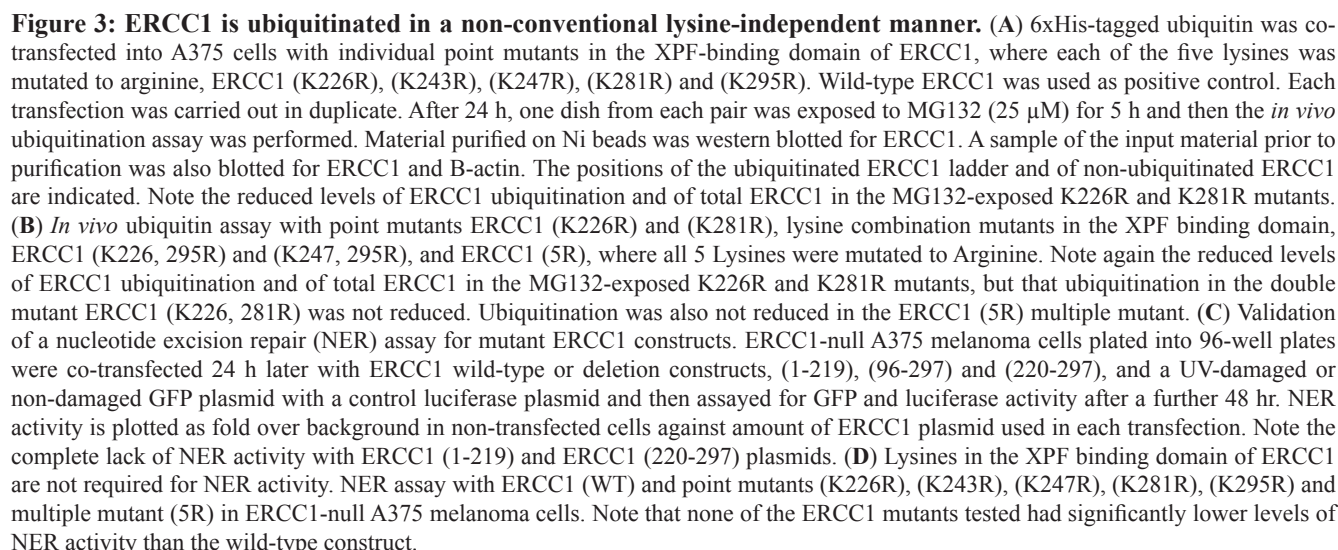 Figure 3: ERCC1 is ubiquitinated in a non-conventional lysine-independent manner. (A) 6xHis-tagged ubiquitin was co-
transfected into A375 cells with individual point mutants in the XPF-binding domain of ERCC1, where each of the five lysines was
mutated to arginine, ERCC1 (K226R), (K243R), (K247R), (K281R) and (K295R). Wild-type ERCC1 was used as positive control. Each
transfection was carried out in duplicate. After 24 h, one dish from each pair was exposed to MG132 (25 µM) for 5 h and then the in vivo
ubiquitination assay was performed. Material purified on Ni beads was western blotted for ERCC1. A sample of the input material prior to
purification was also blotted for ERCC1 and B-actin. The positions of the ubiquitinated ERCC1 ladder and of non-ubiquitinated ERCC1
are indicated. Note the reduced levels of ERCC1 ubiquitination and of total ERCC1 in the MG132-exposed K226R and K281R mutants.
(B) In vivo ubiquitin assay with point mutants ERCC1 (K226R) and (K281R), lysine combination mutants in the XPF binding domain,
ERCC1 (K226, 295R) and (K247, 295R), and ERCC1 (5R), where all 5 Lysines were mutated to Arginine. Note again the reduced levels
of ERCC1 ubiquitination and of total ERCC1 in the MG132-exposed K226R and K281R mutants, but that ubiquitination in the double
mutant ERCC1 (K226, 281R) was not reduced. Ubiquitination was also not reduced in the ERCC1 (5R) multiple mutant. (C) Validation
of a nucleotide excision repair (NER) assay for mutant ERCC1 constructs. ERCC1-null A375 melanoma cells plated into 96-well plates
were co-transfected 24 h later with ERCC1 wild-type or deletion constructs, (1-219), (96-297) and (220-297), and a UV-damaged or
non-damaged GFP plasmid with a control luciferase plasmid and then assayed for GFP and luciferase activity after a further 48 hr. NER
activity is plotted as fold over background in non-transfected cells against amount of ERCC1 plasmid used in each transfection. Note the
complete lack of NER activity with ERCC1 (1-219) and ERCC1 (220-297) plasmids. (D) Lysines in the XPF binding domain of ERCC1
are not required for NER activity. NER assay with ERCC1 (WT) and point mutants (K226R), (K243R), (K247R), (K281R), (K295R) and
multiple mutant (5R) in ERCC1-null A375 melanoma cells. Note that none of the ERCC1 mutants tested had significantly lower levels of
NER activity than the wild-type construct.